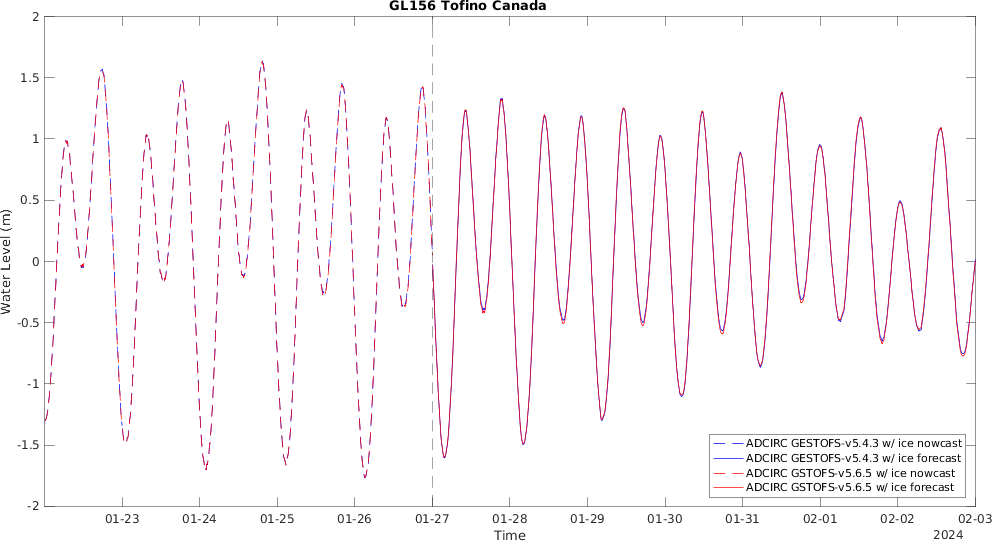 GL156 Tofino Canada
2
1.5
1
0.5
0
-0.5
-1
-1.5
-2
Water Level (m)
ADCIRC GESTOFS-v5.4.3 w/ ice nowcast
ADCIRC GESTOFS-v5.4.3 w/ ice forecast
ADCIRC GSTOFS-v5.6.5 w/ ice nowcast
ADCIRC GSTOFS-v5.6.5 w/ ice forecast
01-23 01-24 01-25 01-26 01-27 01-28 01-29 01-30 01-31 02-01 02-02 02-03
Time
2024